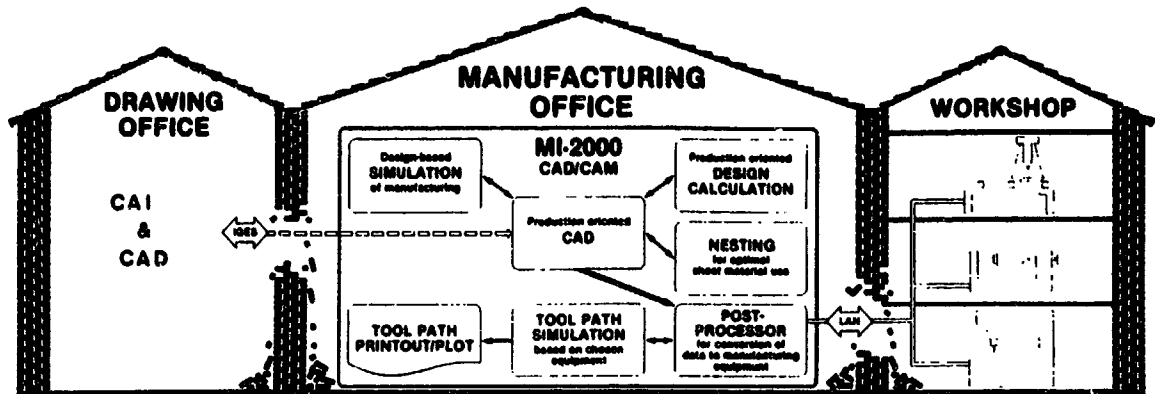 DRAWING
OFFICE
CAI
&
CAD
IGES
MANUFACTURING
OFFICE
MI-2000
CAD/CAM
Design-based
SIMULATION
of manufacturing
Production oriented
DESIGN
CALCULATION
Production oriented
CAD
NESTING
for optimal
sheet material use
TOOL PATH
PRINTOUT/PLOT
TOOL PATH
SIMULATION
based on chosen
equipment
POST-
PROCESSOR
for conversion of
data to manufacturing
equipment
LAN
WORKSHOP